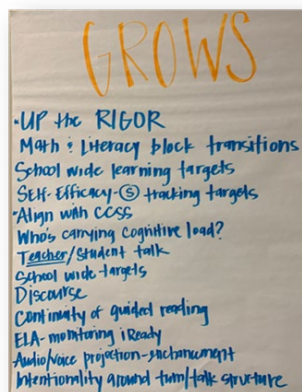 GROWS
• UP the RIGOR
Math & Literacy block transitions
School wide learning targets
Self-Efficacy-Ⓢ tracking targets
• Align with CCSS
Who's carrying cognitive load?
Teacher/Student talk
School wide targets
Discourse
Continuity of guided reading
ELA-monitoring iReady
Audio/Voice projection-enchancement
Intentionality around turn/talk structure